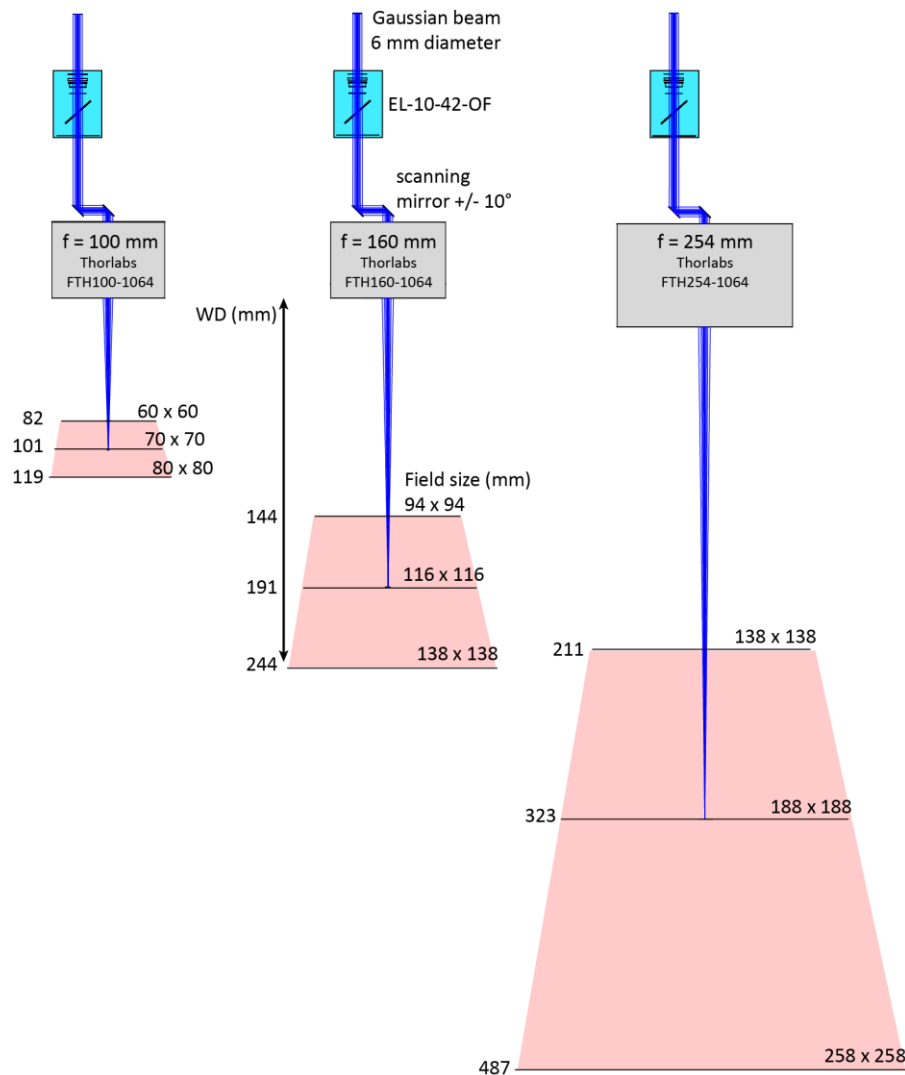 Gaussian beam
6 mm diameter
EL-10-42-OF
scanning
mirror +/- 10°
f = 100 mm
Thorlabs
FTH100-1064
f = 160 mm
Thorlabs
FTH160-1064
f = 254 mm
Thorlabs
FTH254-1064
WD (mm)
82
60 x 60
101
70 x 70
119
80 x 80
Field size (mm)
144
94 x 94
191
116 x 116
244
138 x 138
211
138 x 138
323
188 x 188
487
258 x 258